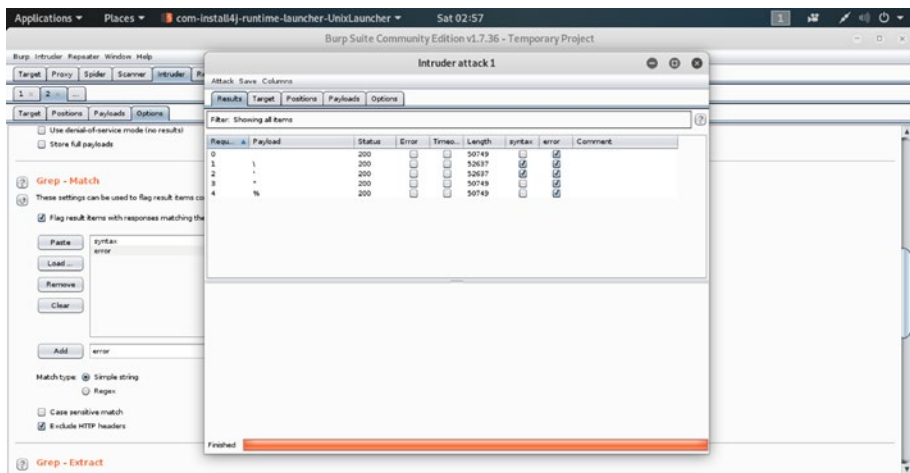 Applications Places com-install4j-runtime-launcher-UnixLauncher Sat 02:57 1
Burp Suite Community Edition v1.7.36 - Temporary Project
Burp Intruder Repeater Window Help
Target Proxy Spider Scanner Intruder
1 × 2 × ...
Target Positions Payloads Options
Use denial-of-service mode (no results)
Store full payloads
Grep - Match
These settings can be used to flag result items
Flag result items with responses matching the
Paste
syntax
error
Load ...
Remove
Clear
Add error
Match type: Simple string
Regex
Case sensitive match
Exclude HTTP headers
Grep - Extract
Intruder attack 1
Attack Save Columns
Results Target Positions Payloads Options
Filter: Showing all items
?
Requ... Payload Status Error Timeo... Length syntax error Comment
0 200 50749
1 \ 200 52637
2 ' 200 52637
3 200 50749
4 % 200 50749
Finished